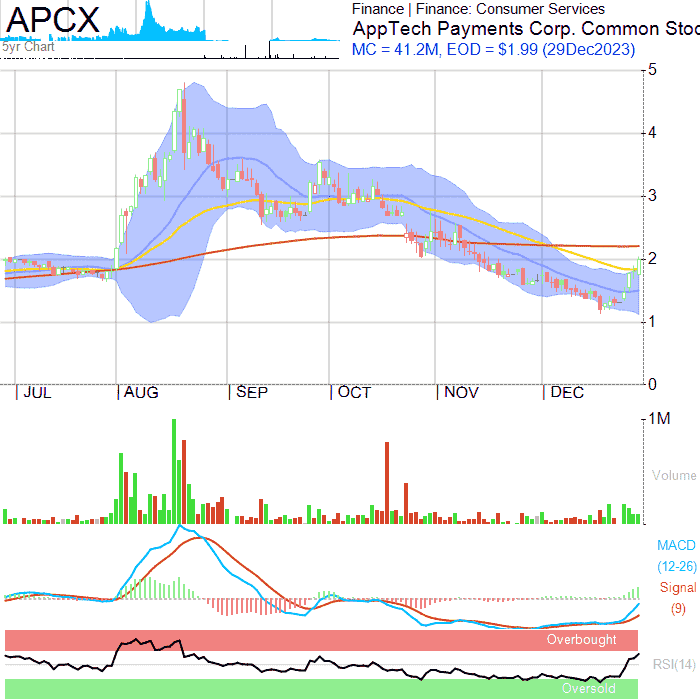 APCX
Finance | Finance: Consumer Services
AppTech Payments Corp. Common Stoc
MC = 41.2M, EOD = $1.99 (29Dec2023)
5yr Chart
5
4
3
2
1
0
JUL AUG SEP OCT NOV DEC
1M
Volume
MACD
(12-26)
Signal
(9)
Overbought
RSI(14)
Oversold